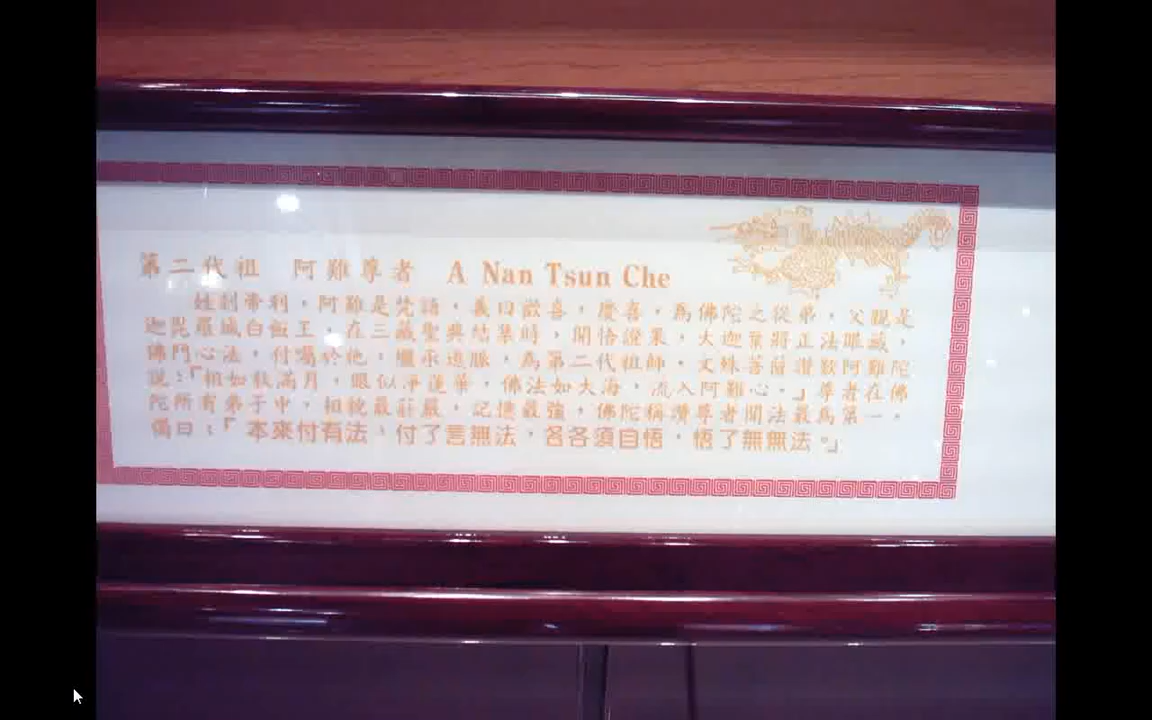 第二代祖 阿難尊者 A Nan Tsun Che
姓剎帝利，阿難是梵語，義曰歡喜，慶喜，為佛陀之從弟，父親是
迦毘羅城白飯王，在三藏聖典結集時，開悟證果，大迦葉將正法眼藏，
佛門心法，付囑於他，繼承道脈，為第二代祖師，文殊菩薩讚歎阿難陀
說：「相如秋滿月，眼似淨蓮華，佛法如大海，流入阿難心。」尊者在佛
陀所有弟子中，相貌最莊嚴，記憶最強，佛陀稱讚尊者聞法最為第一。
偈曰：「本來付有法，付了言無法，各各須自悟，悟了無無法。」